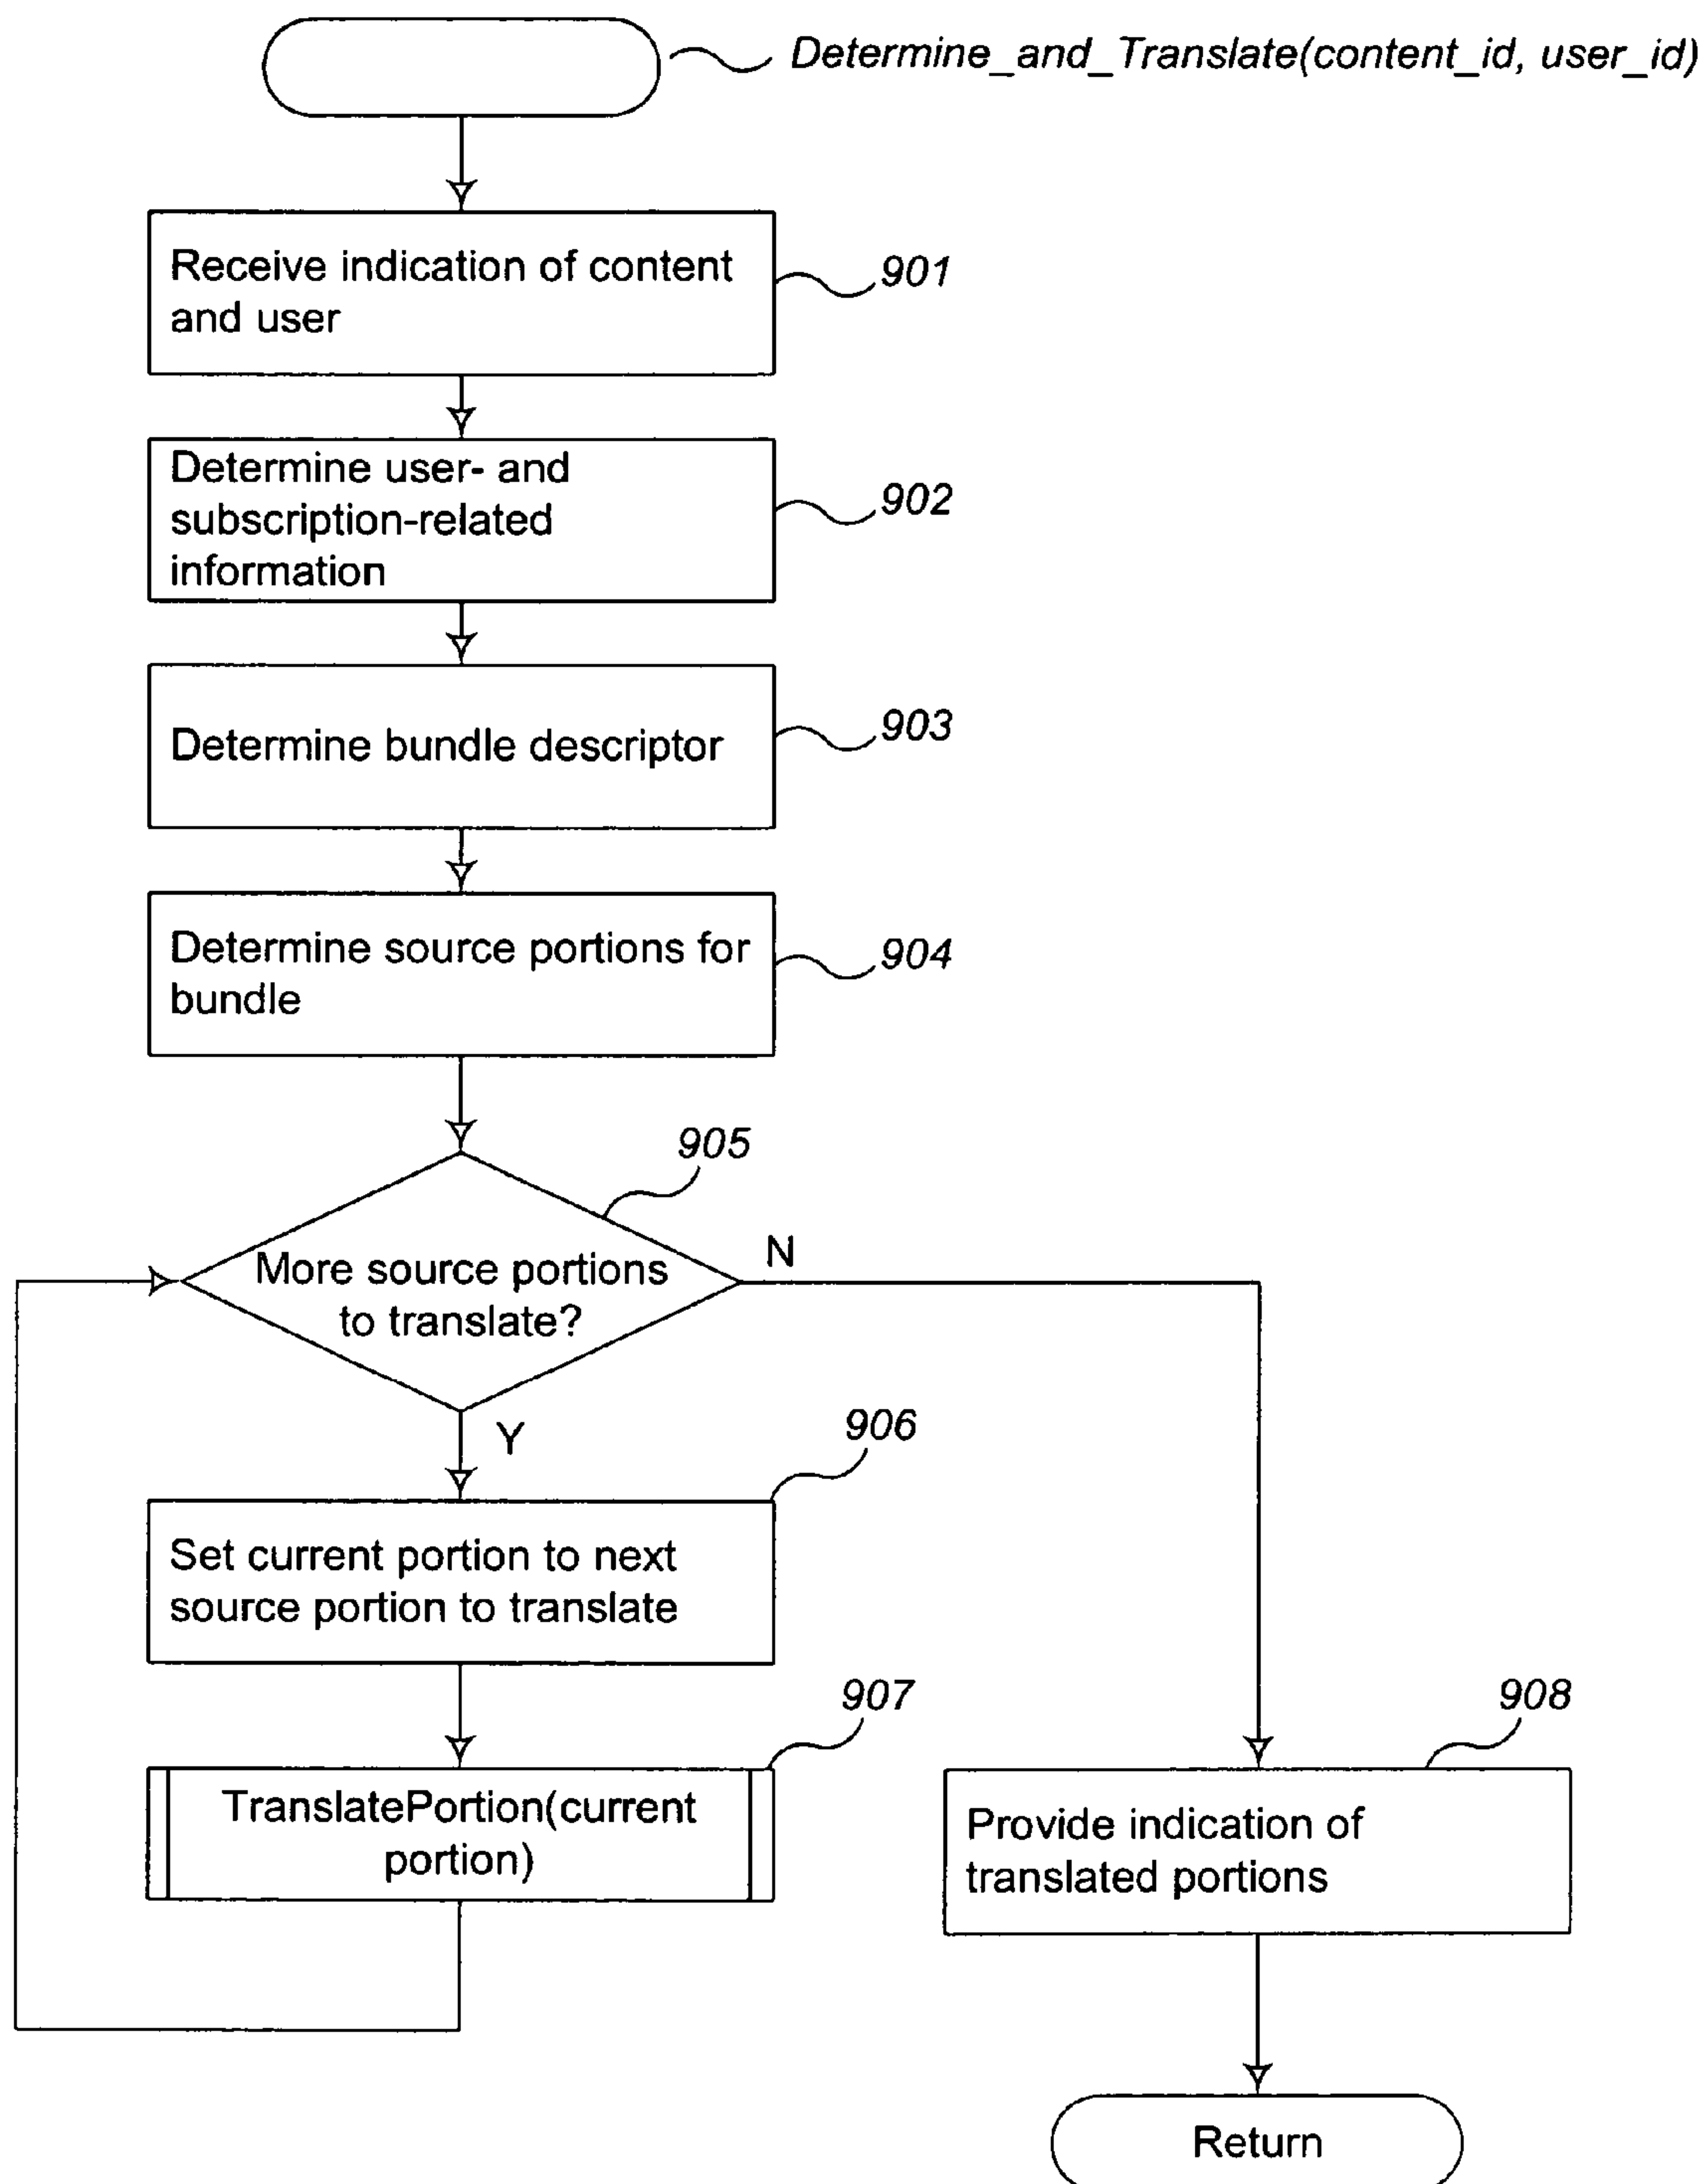 Determine_and_Translate(content_id, user_id)
Receive indication of content
and user
901
Determine user- and
subscription-related
information
902
Determine bundle descriptor
903
Determine source portions for
bundle
904
905
More source portions
to translate?
N
Y
906
Set current portion to next
source portion to translate
907
TranslatePortion(current
portion)
908
Provide indication of
translated portions
Return